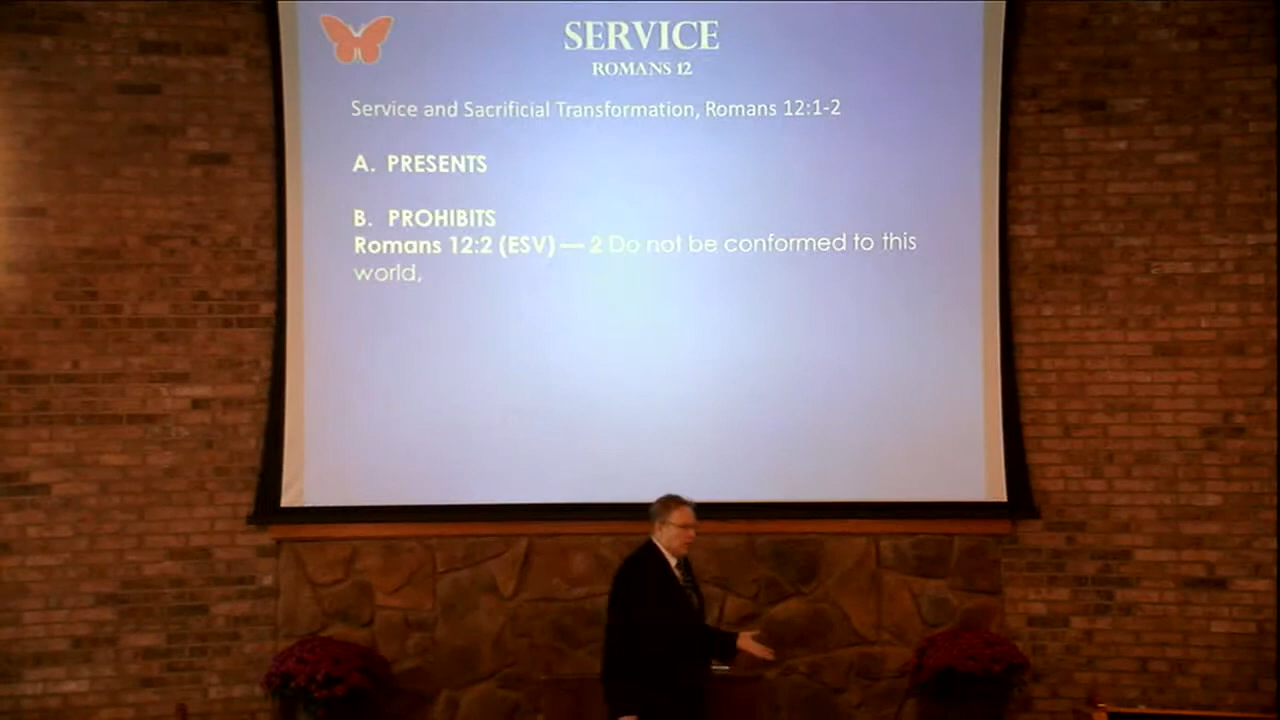 SERVICE
ROMANS 12
Service and Sacrificial Transformation, Romans 12:1-2
A. PRESENTS
B. PROHIBITS
Romans 12:2 (ESV) — 2 Do not be conformed to this
world,